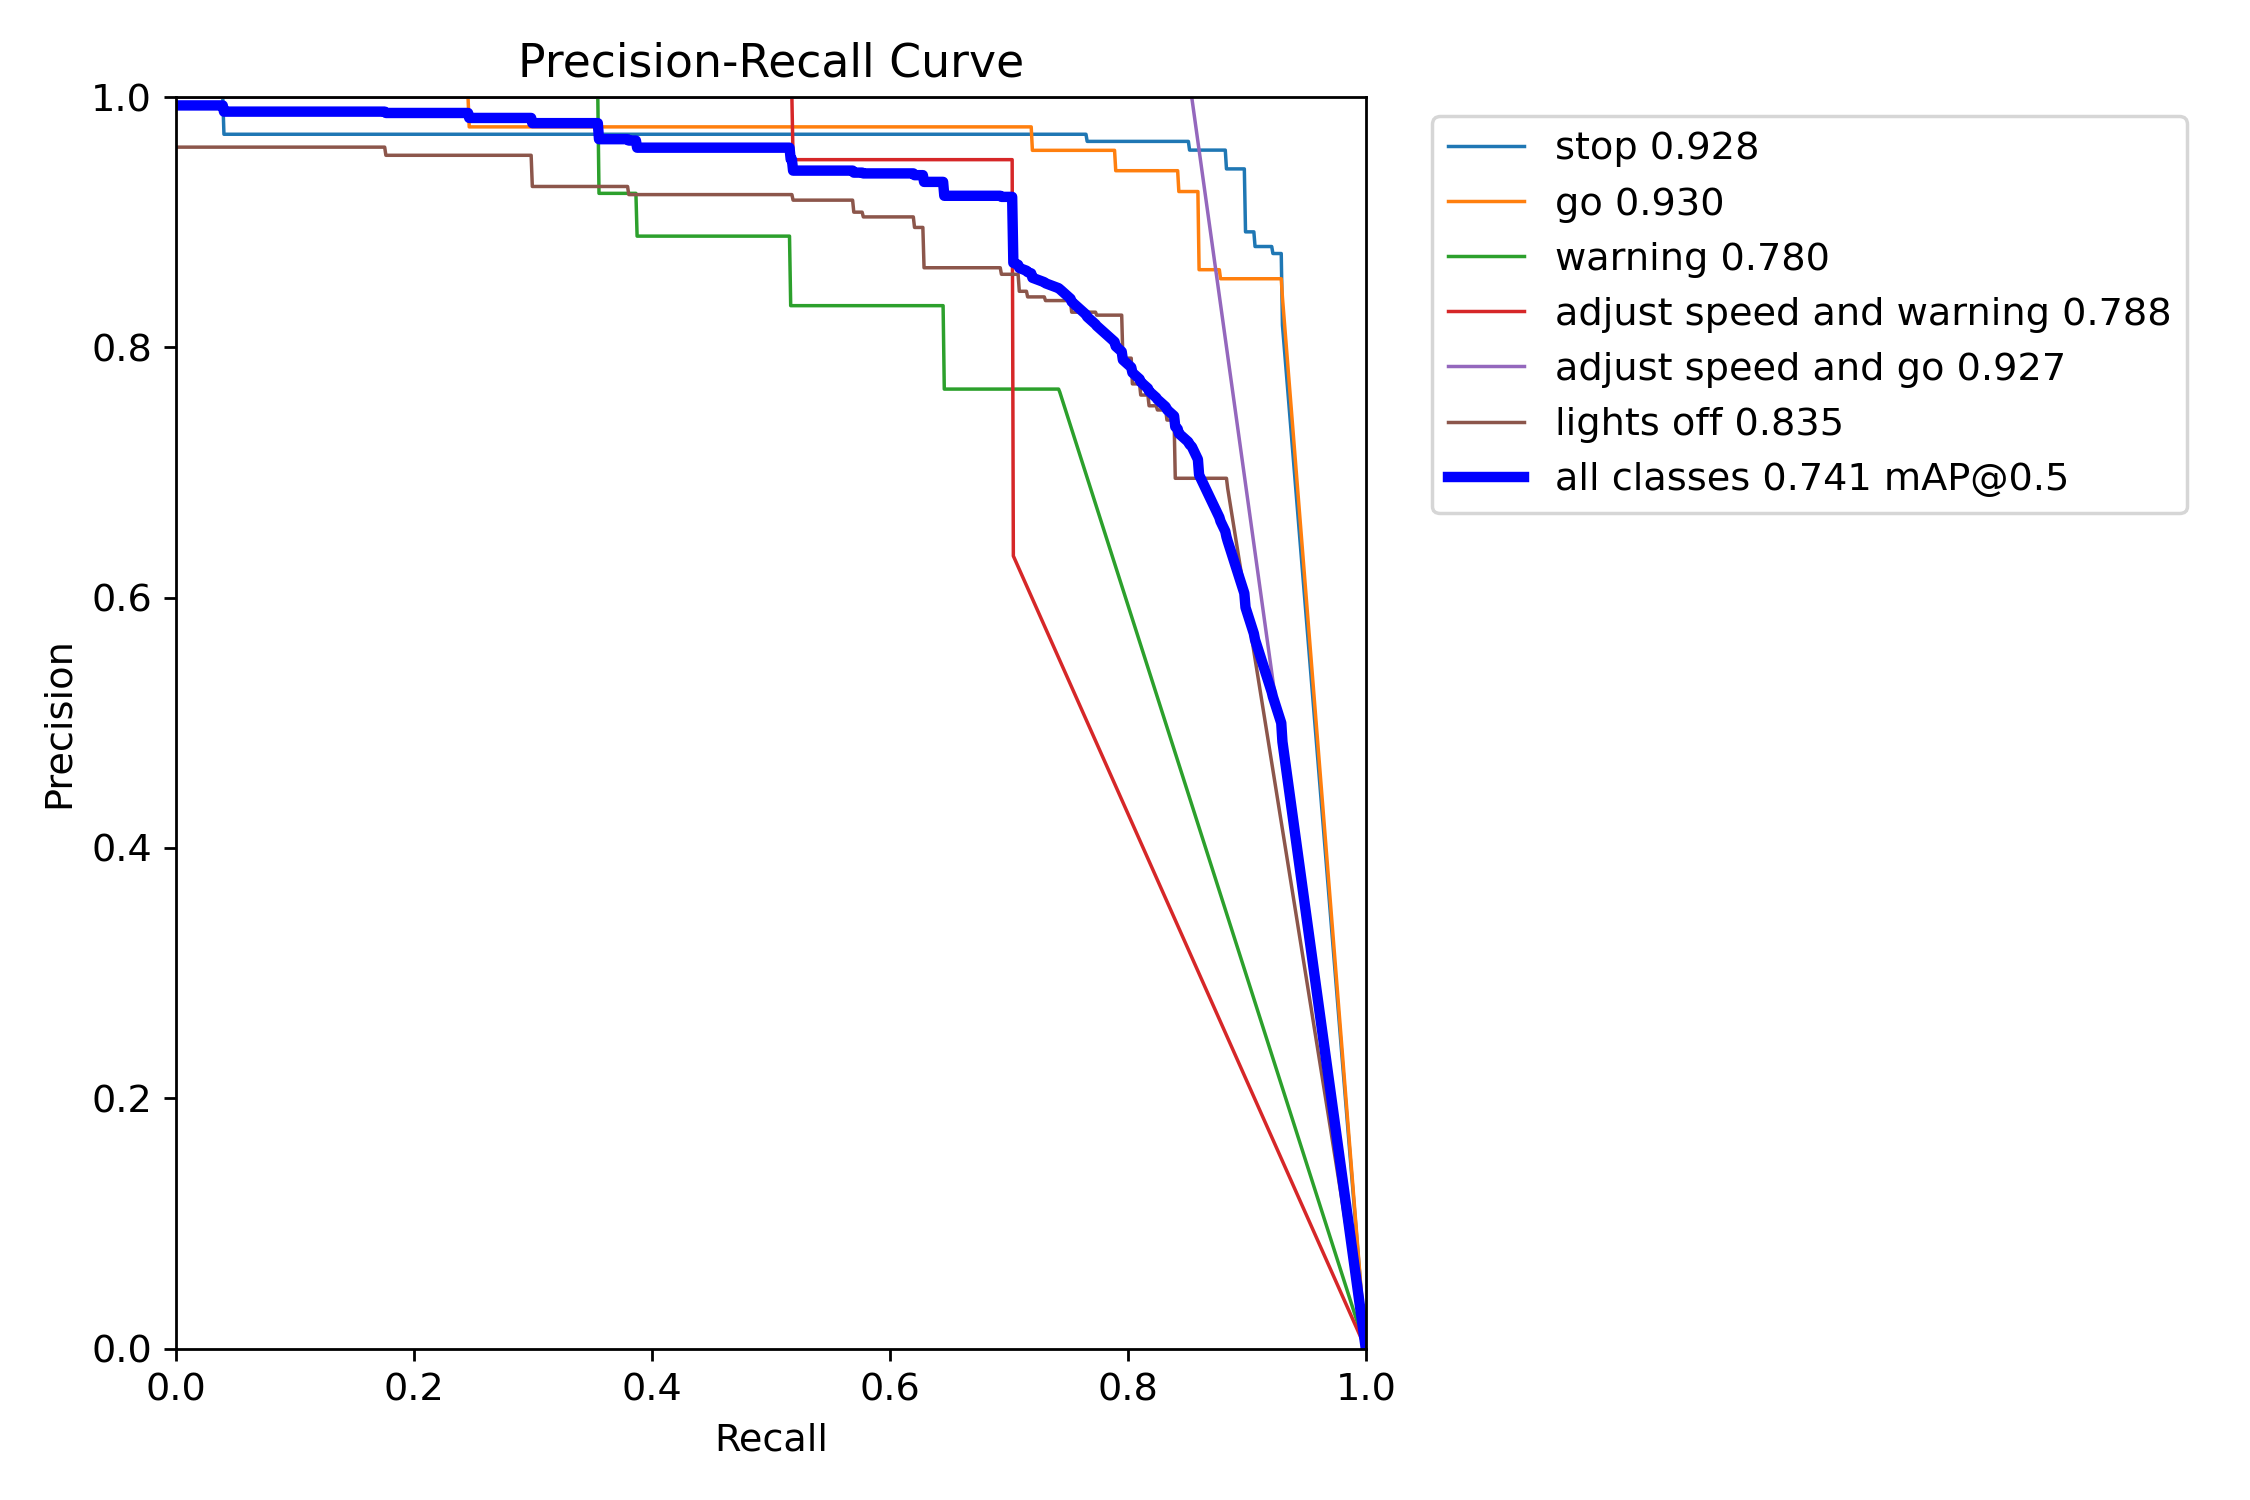 Precision-Recall Curve
1.0
0.8
0.6
0.4
0.2
0.0
Precision
0.0 0.2 0.4 0.6 0.8 1.0
Recall
stop 0.928
go 0.930
warning 0.780
adjust speed and warning 0.788
adjust speed and go 0.927
lights off 0.835
all classes 0.741 mAP@0.5